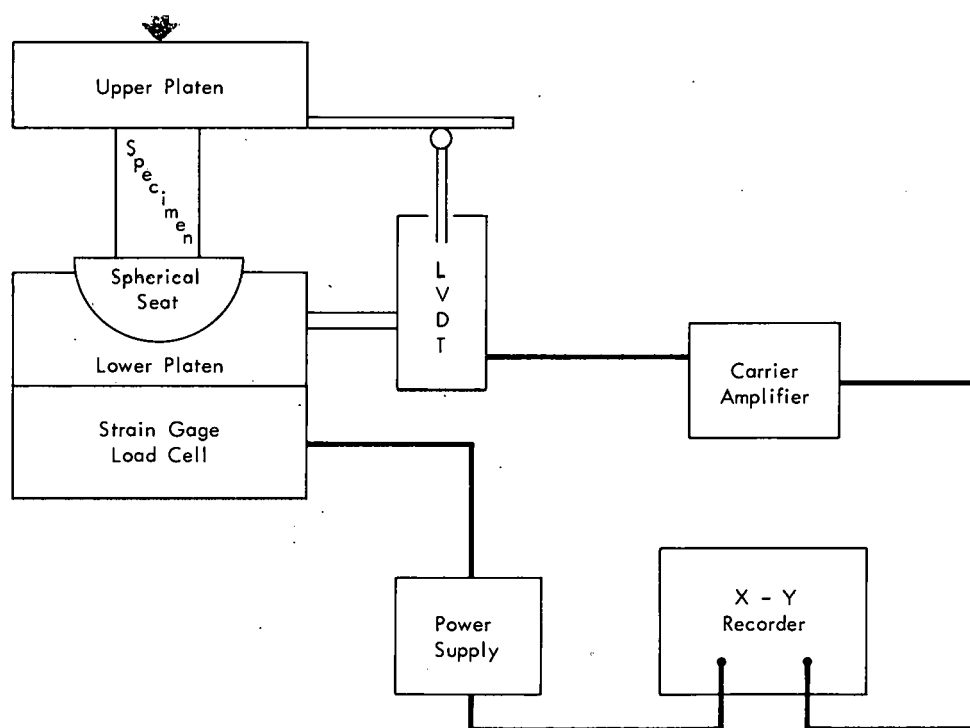 Upper Platen
Specimen
Spherical
Seat
Lower Platen
Strain Gage
Load Cell
LVDT
Carrier
Amplifier
Power
Supply
X - Y
Recorder